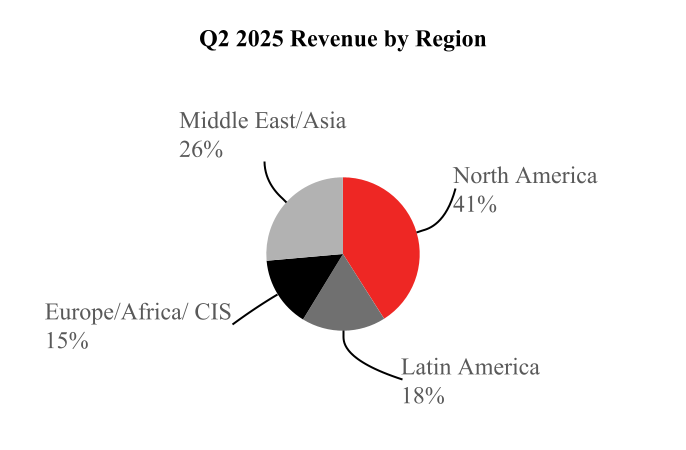 Q2 2025 Revenue by Region
Middle East/Asia
26%
North America
41%
Europe/Africa/ CIS
15%
Latin America
18%